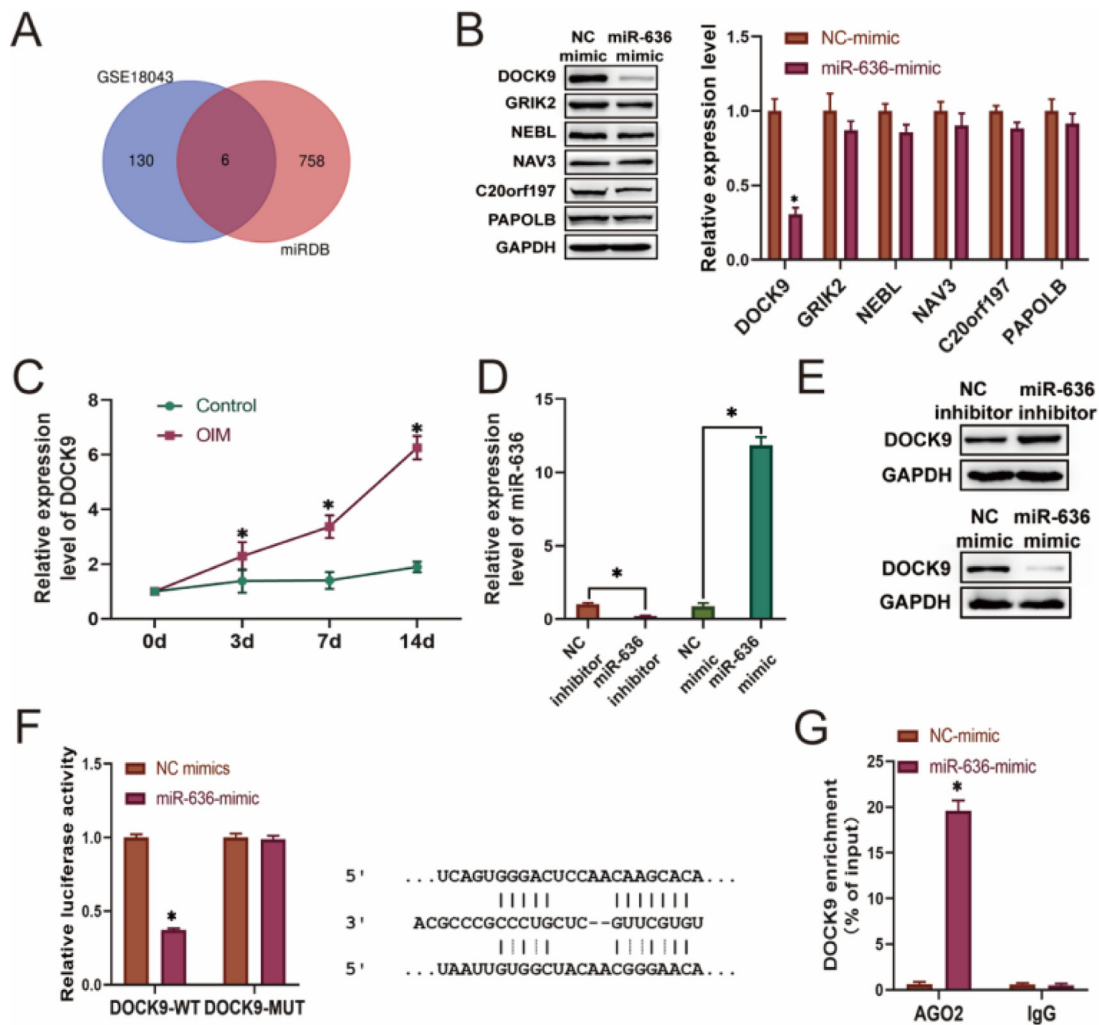 A
GSE18043
130
6
758
miRDB
B
NC miR-636
mimic mimic
DOCK9
GRIK2
NEBL
NAV3
C20orf197
PAPOLB
GAPDH
NC-mimic
miR-636-mimic
Relative expression level
1.5
1.0
0.5
0.0
*
DOCK9
GRIK2
NEBL
NAV3
C20orf197
PAPOLB
C
Relative expression
level of DOCK9
8
6
4
2
0
Control
OIM
*
*
*
0d 3d 7d 14d
D
Relative expression
level of miR-636
15
10
5
0
*
*
NC
inhibitor
miR-636
inhibitor
NC
mimic
miR-636
mimic
E
NC miR-636
inhibitor inhibitor
DOCK9
GAPDH
NC miR-636
mimic mimic
DOCK9
GAPDH
F
Relative luciferase activity
1.5
1.0
0.5
0.0
NC mimics
miR-636-mimic
*
DOCK9-WT DOCK9-MUT
5' ...UCAGUGGGACUCCAACAAGCACA...
3' ACGCCCGCCCUGCUC--GUUCGUGU
5' ...UAAUUGUGGCUACAACGGGAACA...
G
DOCK9 enrichment
(% of input)
25
20
15
10
5
0
NC-mimic
miR-636-mimic
*
AGO2 IgG